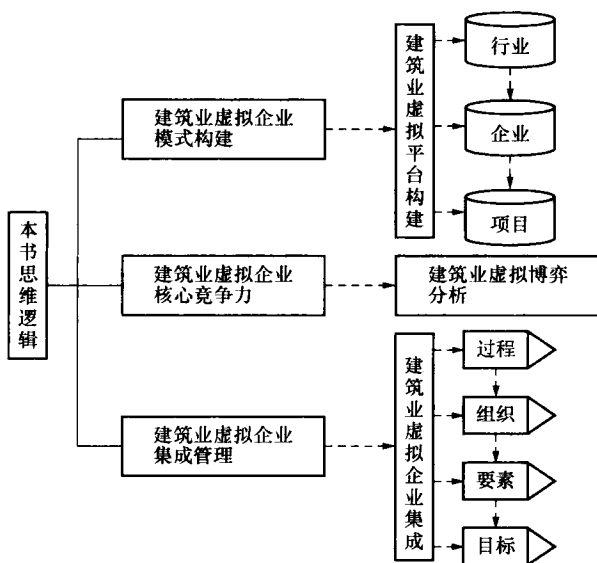 本书思维逻辑
建筑业虚拟企业
模式构建
建筑业虚拟平台构建
行业
企业
项目
建筑业虚拟企业
核心竞争力
建筑业虚拟博弈
分析
建筑业虚拟企业
集成管理
建筑业虚拟企业集成
过程
组织
要素
目标